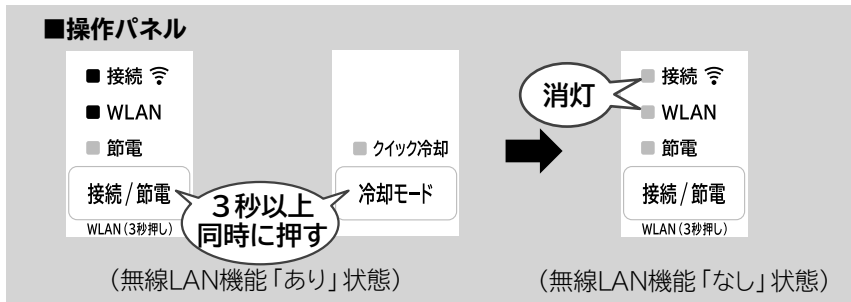 ■操作パネル
接続
WLAN
節電
接続/節電
WLAN(3秒押し)
クイック冷却
冷却モード
3秒以上
同時に押す
(無線LAN機能「あり」状態)
消灯
接続
WLAN
節電
接続/節電
WLAN(3秒押し)
(無線LAN機能「なし」状態)